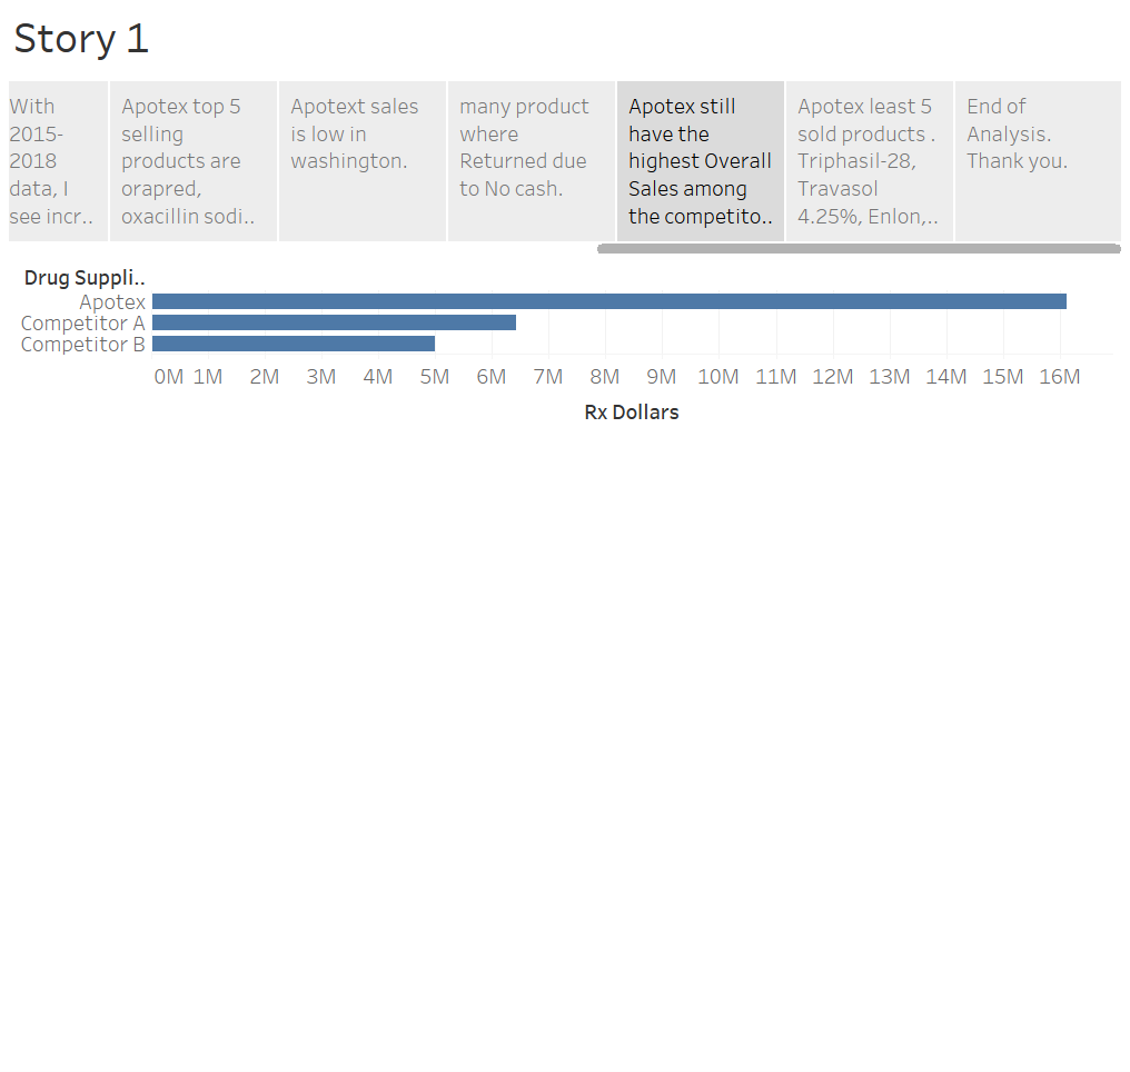 Story 1
With
2015-
2018
data, I
see incr..
Apotex top 5
selling
products are
orapred,
oxacillin sodi..
Apotext sales
is low in
washington.
many product
where
Returned due
to No cash.
Apotex still
have the
highest Overall
Sales among
the competito..
Apotex least 5
sold products .
Triphasil-28,
Travasol
4.25%, Enlon,..
End of
Analysis.
Thank you.
Drug Suppli..
Apotex
Competitor A
Competitor B
0M 1M 2M 3M 4M 5M 6M 7M 8M 9M 10M 11M 12M 13M 14M 15M 16M
Rx Dollars